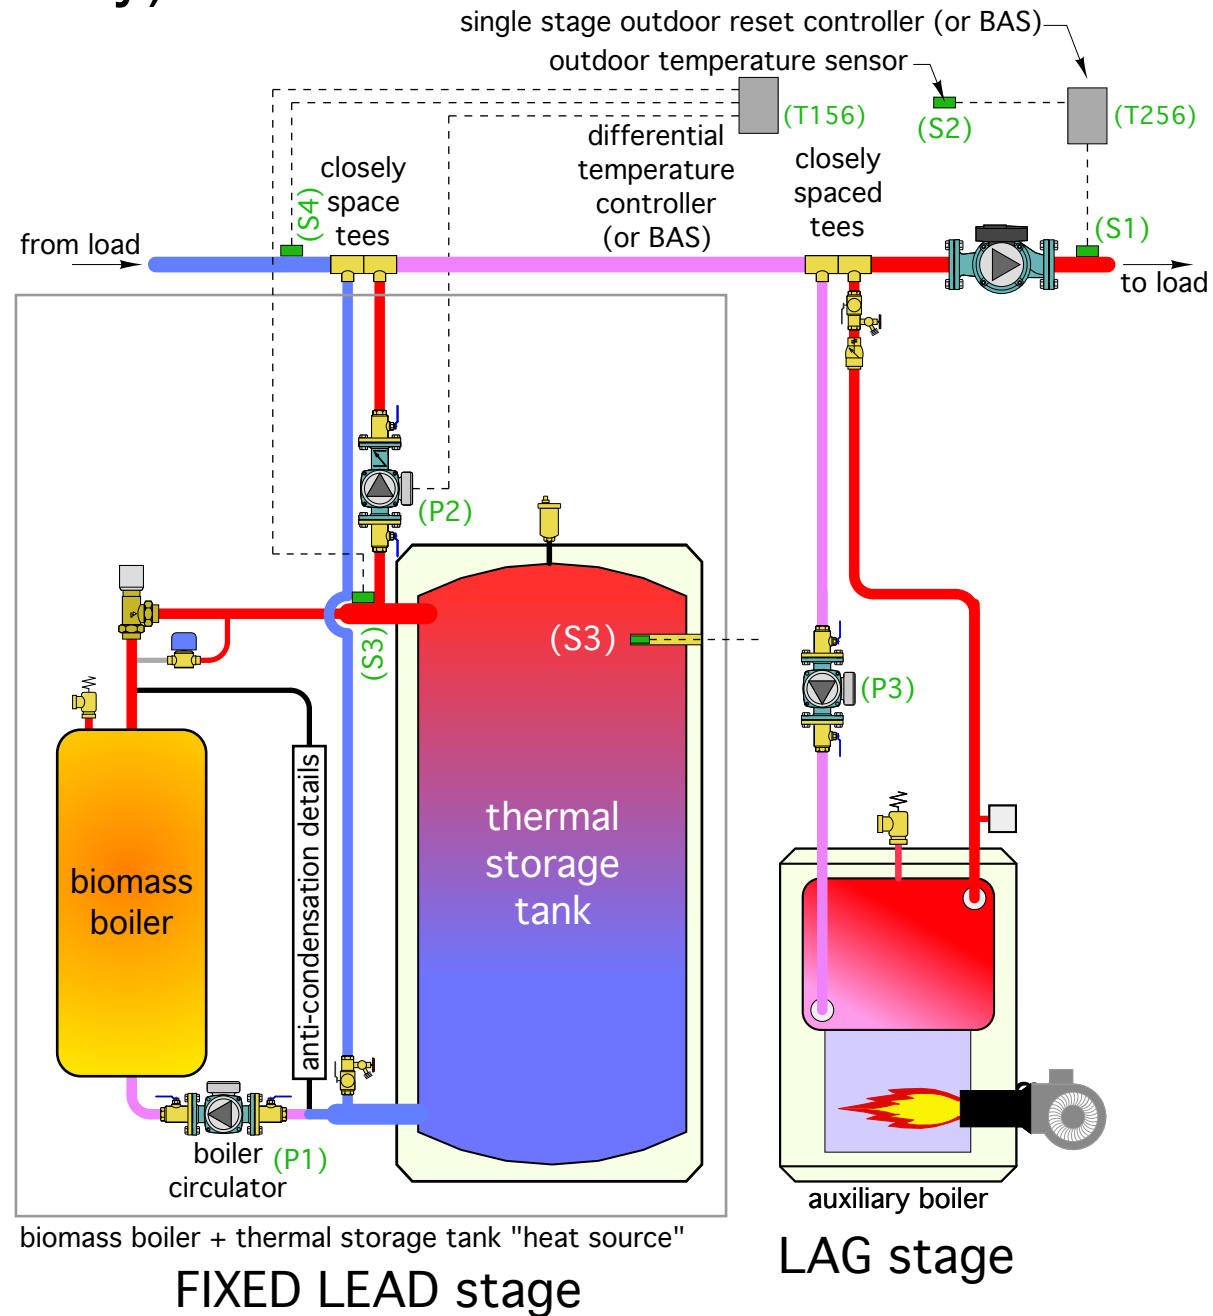 y)
single stage outdoor reset controller (or BAS)
outdoor temperature sensor
(T156)
(S2)
(T256)
differential
temperature
controller
(or BAS)
closely
spaced
tees
closely
space
tees
(S4)
(S1)
from load
to load
(P2)
(S3)
(S3)
(P3)
anti-condensation details
thermal
storage
tank
biomass
boiler
boiler
circulator
(P1)
auxiliary boiler
biomass boiler + thermal storage tank "heat source"
FIXED LEAD stage
LAG stage